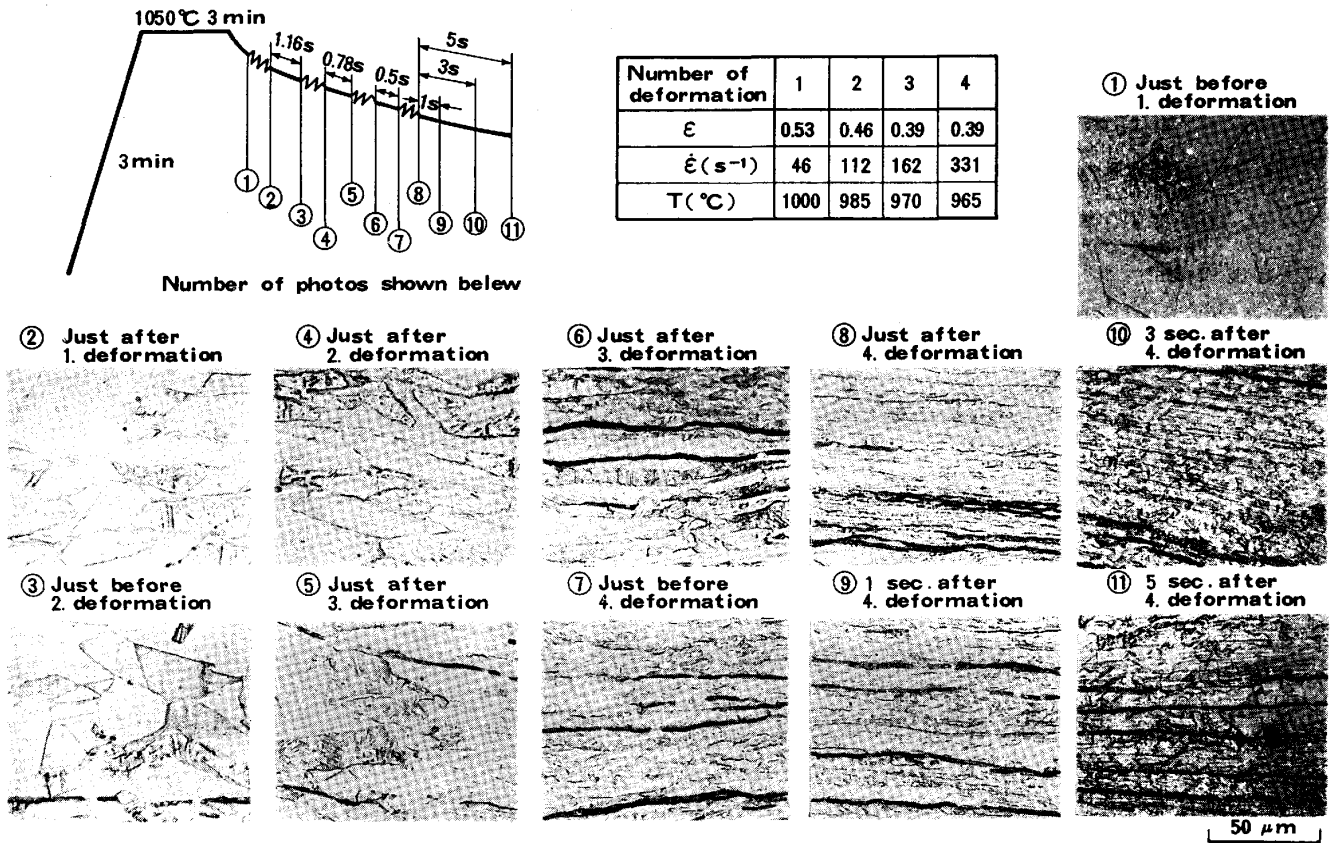 1050℃ 3 min
1.16s
0.78s
0.5s
1s
3s
5s
3min
① ② ③ ④ ⑤ ⑥ ⑦ ⑧ ⑨ ⑩ ⑪
Number of photos shown belew
Number of deformation 1 2 3 4
ε 0.53 0.46 0.39 0.39
ε̇ (s⁻¹) 46 112 162 331
T(℃) 1000 985 970 965
① Just before
1. deformation
② Just after
1. deformation
④ Just after
2. deformation
⑥ Just after
3. deformation
⑧ Just after
4. deformation
⑩ 3 sec. after
4. deformation
③ Just before
2. deformation
⑤ Just after
3. deformation
⑦ Just before
4. deformation
⑨ 1 sec. after
4. deformation
⑪ 5 sec. after
4. deformation
50 μm